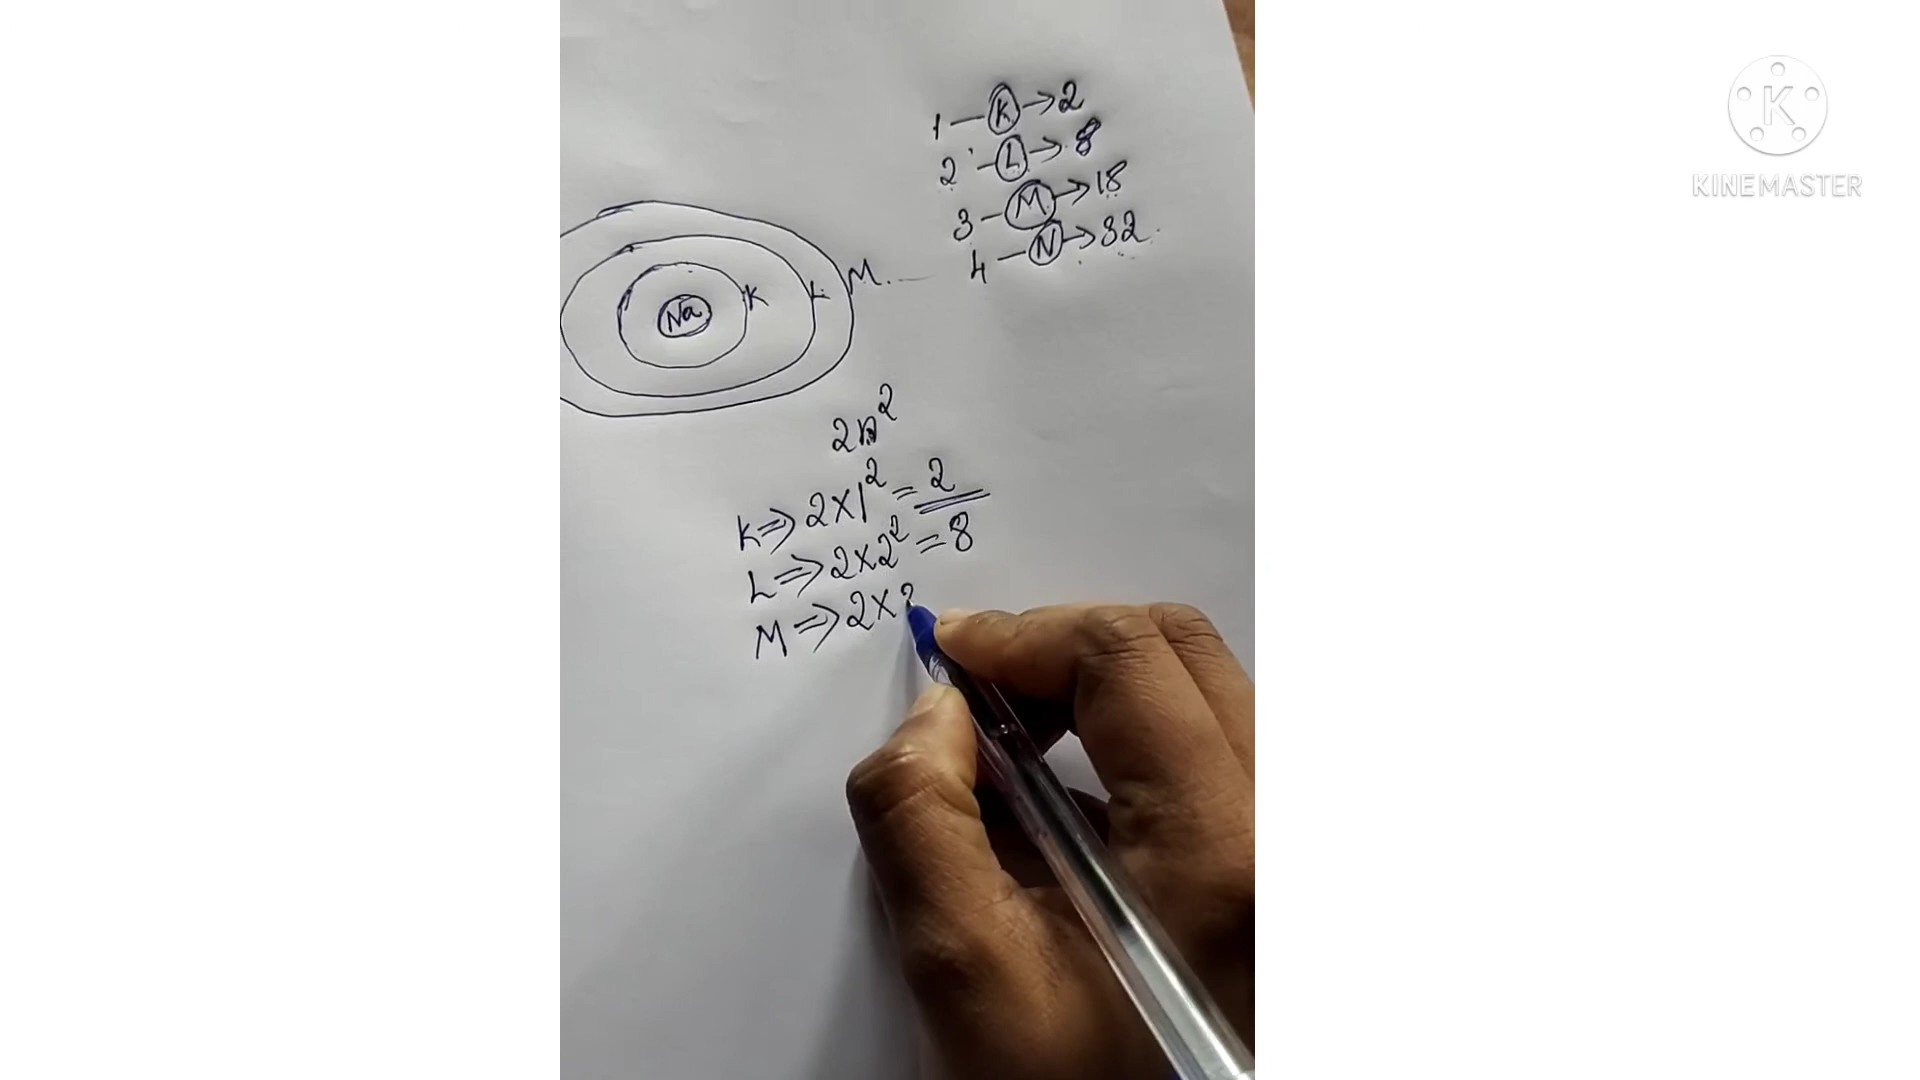 1 — K → 2
2 — L → 8
3 — M → 18
4 — N → 32
Na K L M
2n²
K ⇒ 2×1² = 2
L ⇒ 2×2² = 8
M ⇒ 2×3
K
KINEMASTER